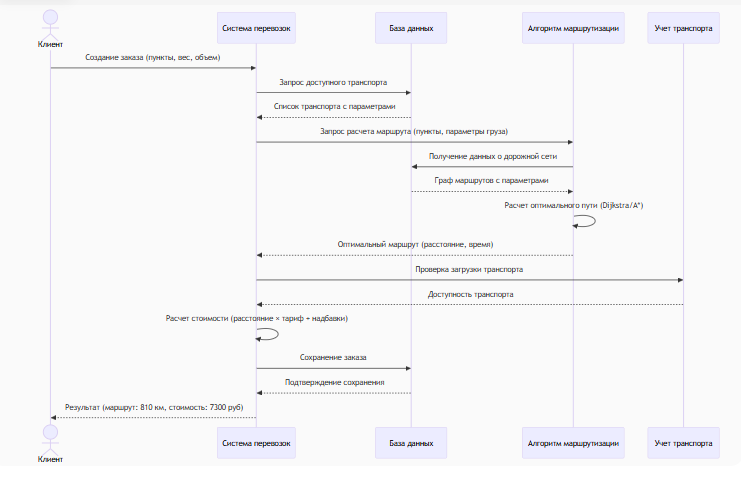 Система перевозок
База данных
Алгоритм маршрутизации
Учет транспорта
Клиент
Создание заказа (пункты, вес, объем)
Запрос доступного транспорта
Список транспорта с параметрами
Запрос расчета маршрута (пункты, параметры груза)
Получение данных о дорожной сети
Граф маршрутов с параметрами
Расчет оптимального пути (Dijkstra/A*)
Оптимальный маршрут (расстояние, время)
Проверка загрузки транспорта
Доступность транспорта
Расчет стоимости (расстояние × тариф + надбавки)
Сохранение заказа
Подтверждение сохранения
Результат (маршрут: 810 км, стоимость: 7300 руб)
Система перевозок
База данных
Алгоритм маршрутизации
Учет транспорта
Клиент